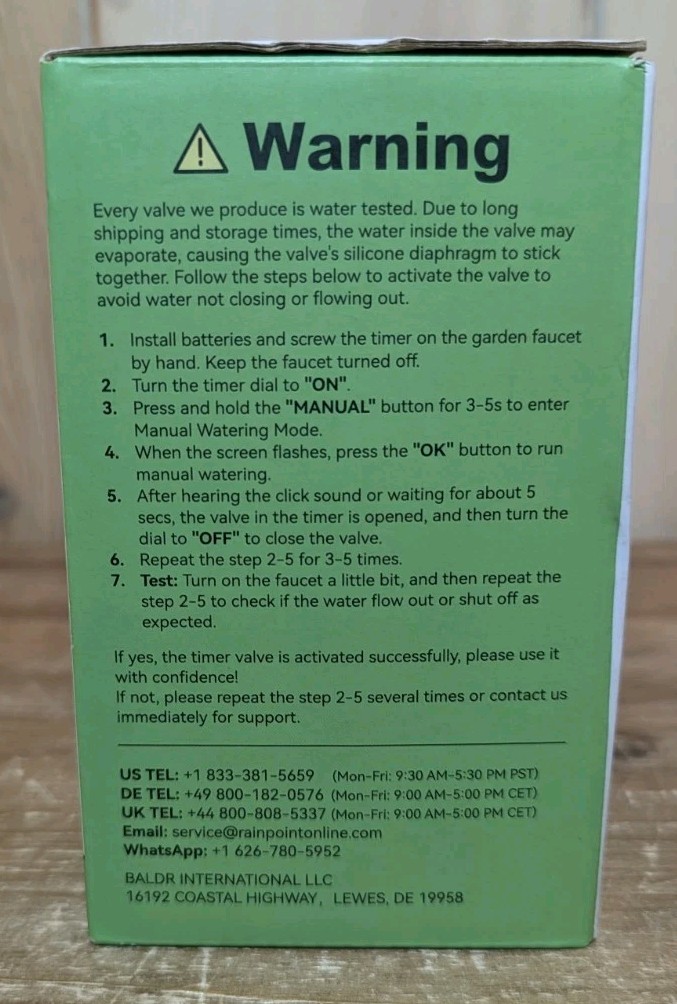 Warning
Every valve we produce is water tested. Due to long
shipping and storage times, the water inside the valve may
evaporate, causing the valve's silicone diaphragm to stick
together. Follow the steps below to activate the valve to
avoid water not closing or flowing out.
1. Install batteries and screw the timer on the garden faucet
by hand. Keep the faucet turned off.
2. Turn the timer dial to "ON".
3. Press and hold the "MANUAL" button for 3-5s to enter
Manual Watering Mode.
4. When the screen flashes, press the "OK" button to run
manual watering.
5. After hearing the click sound or waiting for about 5
secs, the valve in the timer is opened, and then turn the
dial to "OFF" to close the valve.
6. Repeat the step 2-5 for 3-5 times.
7. Test: Turn on the faucet a little bit, and then repeat the
step 2-5 to check if the water flow out or shut off as
expected.
If yes, the timer valve is activated successfully, please use it
with confidence!
If not, please repeat the step 2-5 several times or contact us
immediately for support.
US TEL: +1 833-381-5659 (Mon-Fri: 9:30 AM-5:30 PM PST)
DE TEL: +49 800-182-0576 (Mon-Fri: 9:00 AM-5:00 PM CET)
UK TEL: +44 800-808-5337 (Mon-Fri: 9:00 AM-5:00 PM CET)
Email: service@rainpointonline.com
WhatsApp: +1 626-780-5952
BALDR INTERNATIONAL LLC
16192 COASTAL HIGHWAY, LEWES, DE 19958